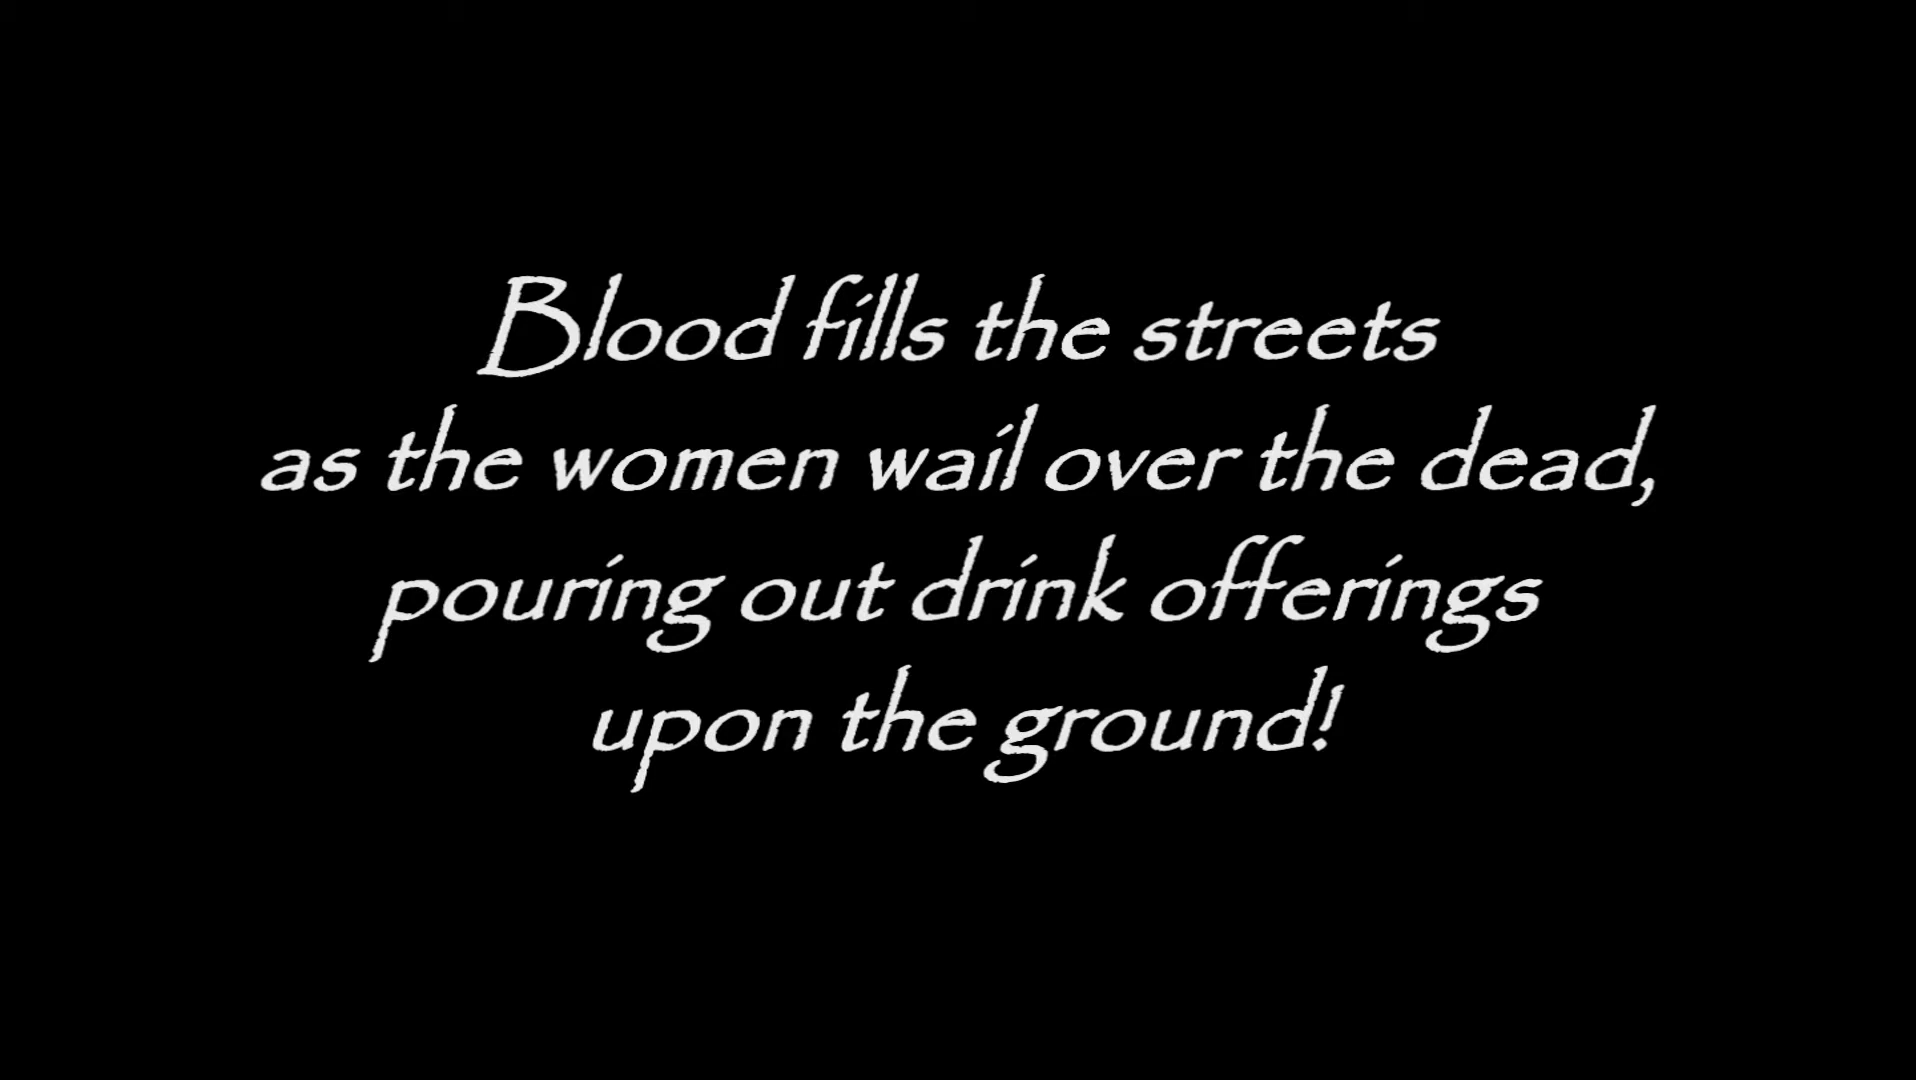 Blood fills the streets
as the women wail over the dead,
pouring out drink offerings
upon the ground!